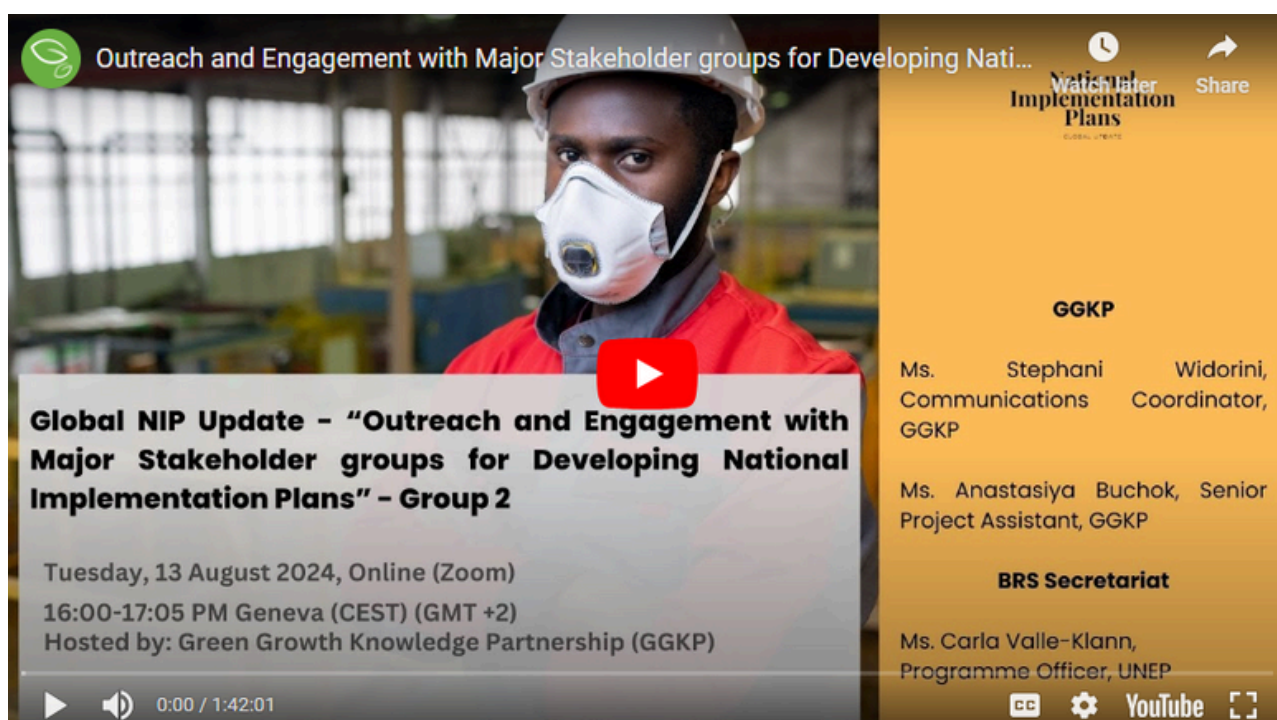 Outreach and Engagement with Major Stakeholder groups for Developing Nati...
Watch later
Share
National
Implementation
Plans
GLOBAL UPDATE
GGKP
Ms. Stephani Widorini,
Communications Coordinator,
GGKP
Ms. Anastasiya Buchok, Senior
Project Assistant, GGKP
BRS Secretariat
Ms. Carla Valle-Klann,
Programme Officer, UNEP
Global NIP Update - “Outreach and Engagement with
Major Stakeholder groups for Developing National
Implementation Plans” - Group 2
Tuesday, 13 August 2024, Online (Zoom)
16:00-17:05 PM Geneva (CEST) (GMT +2)
Hosted by: Green Growth Knowledge Partnership (GGKP)
0:00 / 1:42:01
CC
YouTube